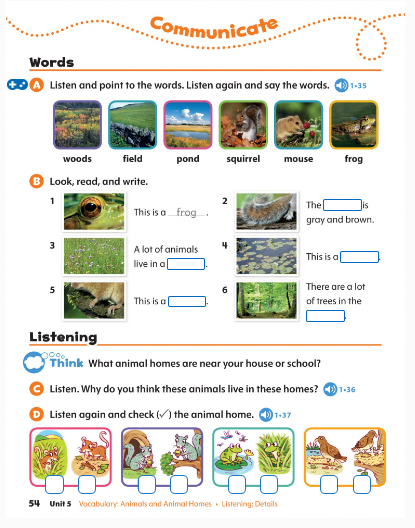 Communicate
Words
A Listen and point to the words. Listen again and say the words. 1•35
woods field pond squirrel mouse frog
B Look, read, and write.
1 This is a frog.
2 The is
gray and brown.
3 A lot of animals
live in a .
4 This is a .
5 This is a .
6 There are a lot
of trees in the
.
Listening
Think What animal homes are near your house or school?
C Listen. Why do you think these animals live in these homes? 1•36
D Listen again and check (✓) the animal home. 1•37
54 Unit 5 Vocabulary: Animals and Animal Homes • Listening: Details